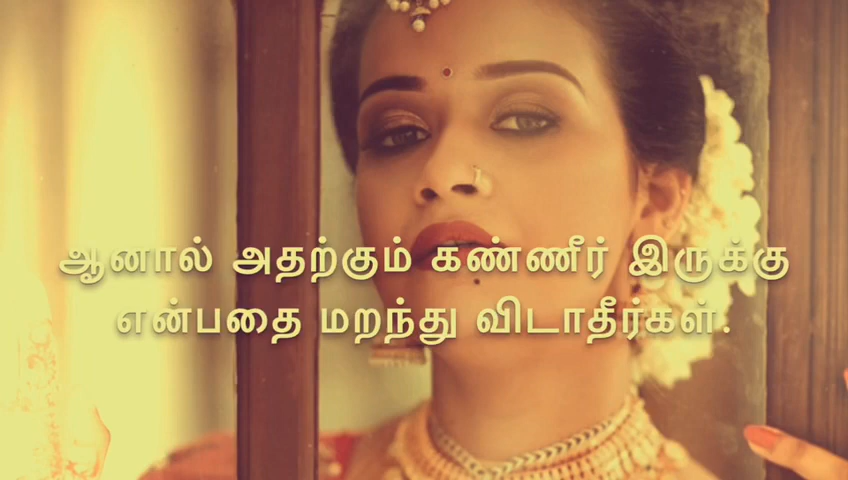 ஆனால் அதற்கும் கண்ணீர் இருக்கு
என்பதை மறந்து விடாதீர்கள்.